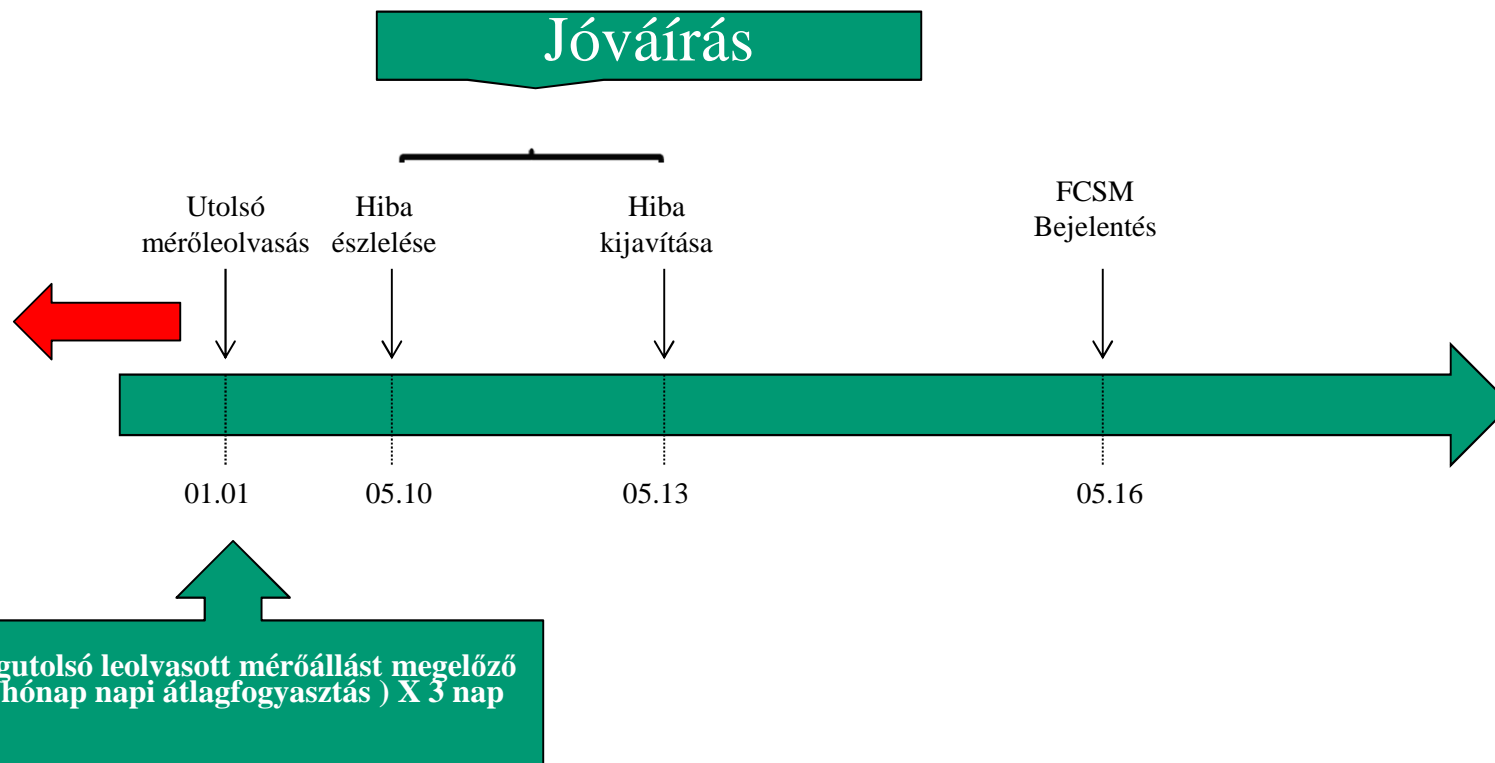 Jóváírás
Utolsó
mérőleolvasás
Hiba
észlelése
Hiba
kijavítása
FCSM
Bejelentés
01.01
05.10
05.13
05.16
leolvasott mérőállást megelőző
hónap napi átlagfogyasztás ) X 3 nap